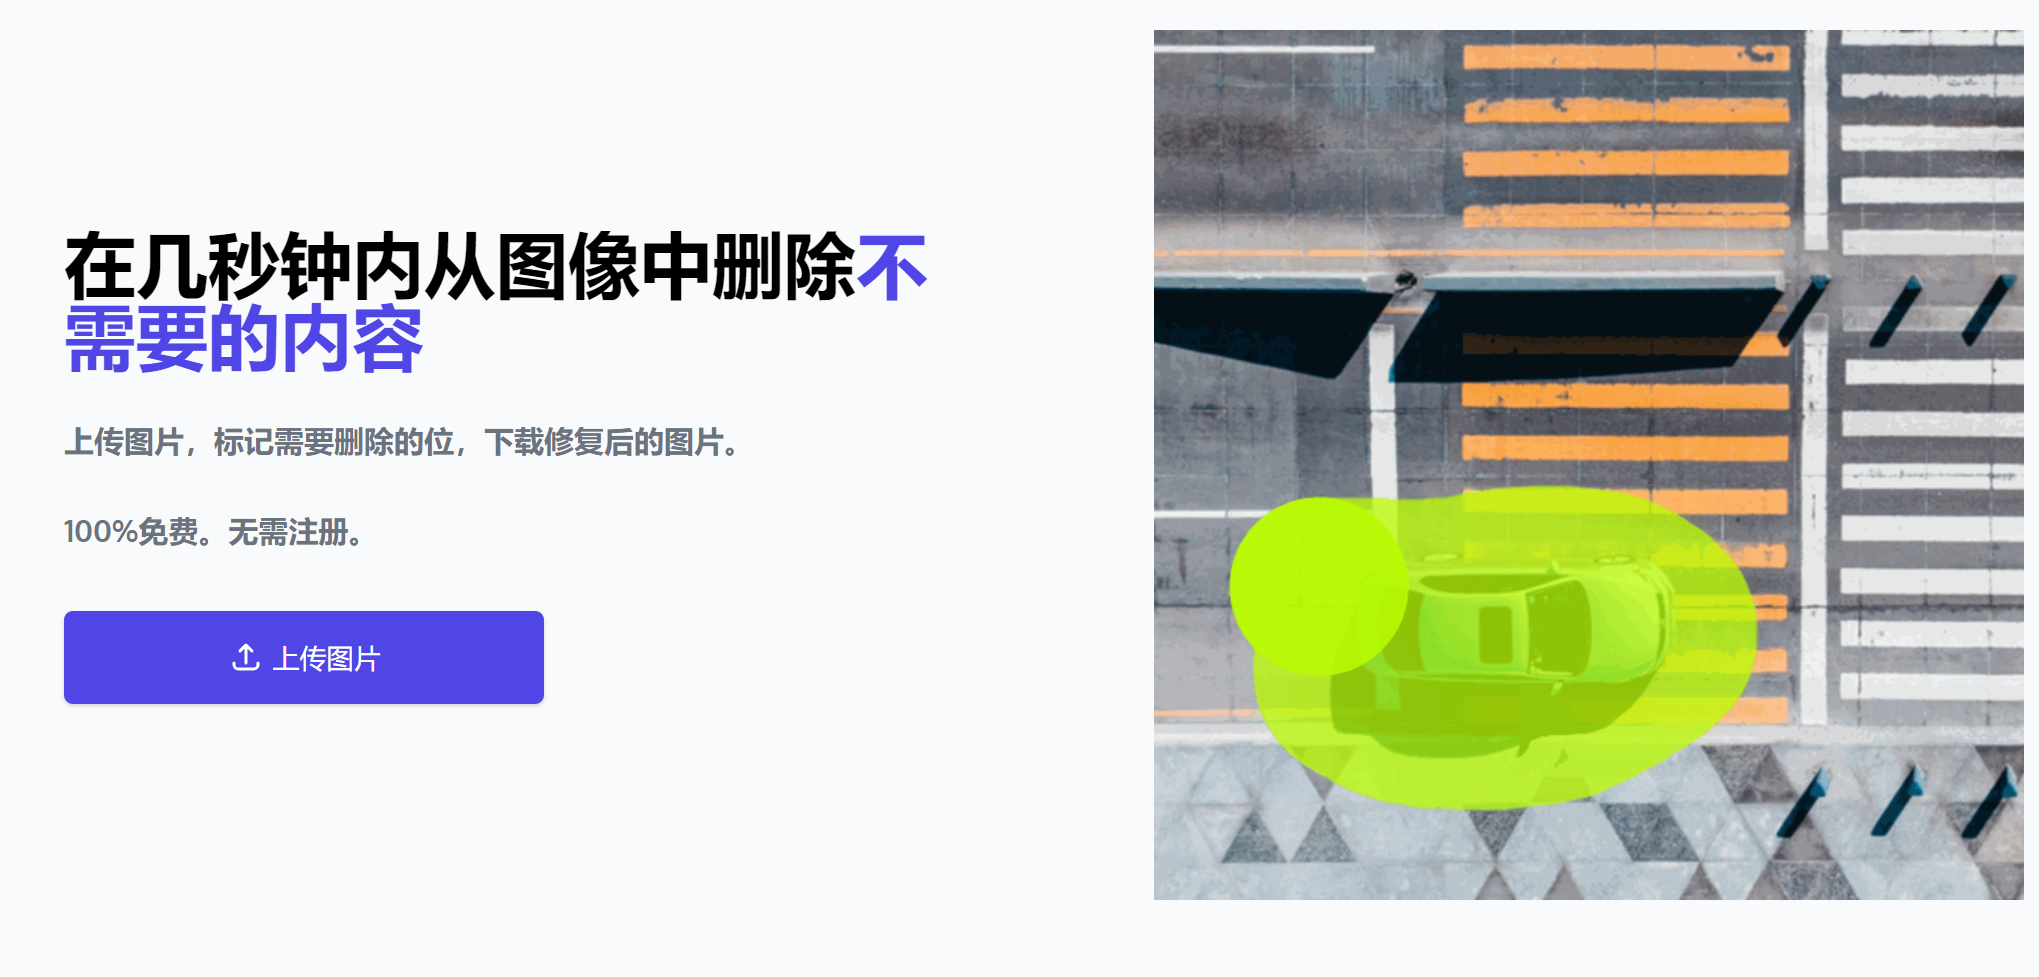 在几秒钟内从图像中删除不
需要的内容
上传图片，标记需要删除的位，下载修复后的图片。
100%免费。无需注册。
上传图片